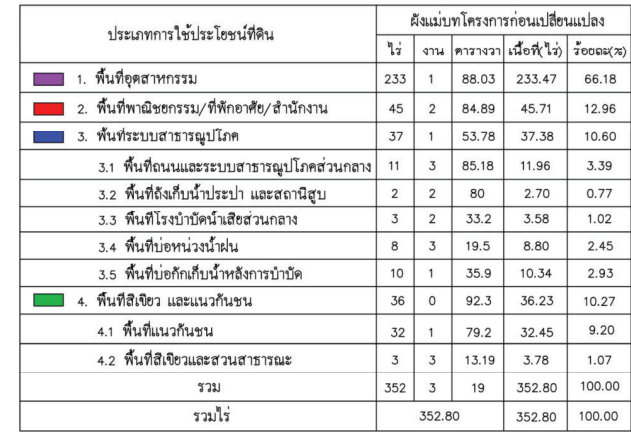 ประเภทการใช้ประโยชน์ที่ดิน ผังแม่บทโครงการก่อนเปลี่ยนแปลง
ไร่ งาน ตารางวา เนื้อที่(ไร่) ร้อยละ(%)
1. พื้นที่อุตสาหกรรม 233 1 88.03 233.47 66.18
2. พื้นที่พาณิชยกรรม/ที่พักอาศัย/สำนักงาน 45 2 84.89 45.71 12.96
3. พื้นที่ระบบสาธารณูปโภค 37 1 53.78 37.38 10.60
3.1 พื้นที่ถนนและระบบสาธารณูปโภคส่วนกลาง 11 3 85.18 11.96 3.39
3.2 พื้นที่ถังเก็บน้ำประปา และสถานีสูบ 2 2 80 2.70 0.77
3.3 พื้นที่โรงบำบัดน้ำเสียส่วนกลาง 3 2 33.2 3.58 1.02
3.4 พื้นที่บ่อหน่วงน้ำฝน 8 3 19.5 8.80 2.45
3.5 พื้นที่บ่อกักเก็บน้ำหลังการบำบัด 10 1 35.9 10.34 2.93
4. พื้นที่สีเขียว และแนวกันชน 36 0 92.3 36.23 10.27
4.1 พื้นที่แนวกันชน 32 1 79.2 32.45 9.20
4.2 พื้นที่สีเขียวและสวนสาธารณะ 3 3 13.19 3.78 1.07
รวม 352 3 19 352.80 100.00
รวมไร่ 352.80 352.80 100.00